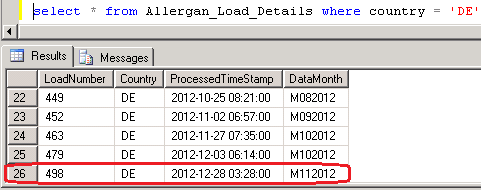 select * from Allergan_Load_Details where country = 'DE'
Results Messages
LoadNumber Country ProcessedTimeStamp DataMonth
22 449 DE 2012-10-25 08:21:00 M082012
23 452 DE 2012-11-02 06:57:00 M092012
24 463 DE 2012-11-27 07:35:00 M102012
25 479 DE 2012-12-03 06:14:00 M102012
26 498 DE 2012-12-28 03:28:00 M112012